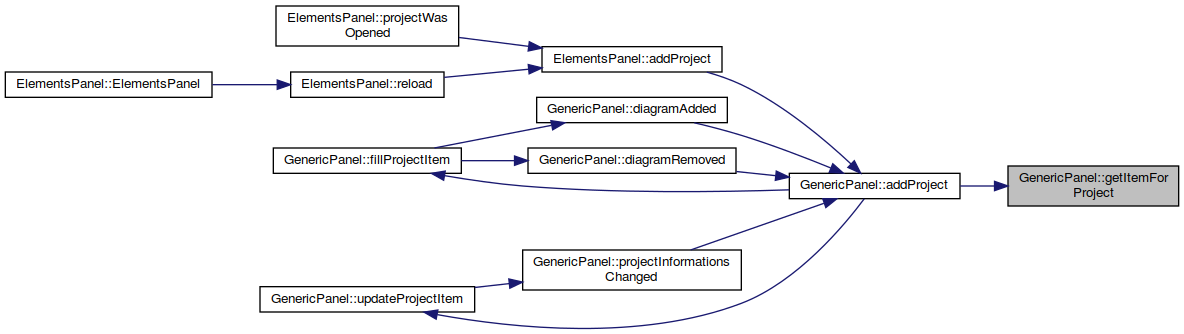 ElementsPanel::projectWas
Opened
ElementsPanel::addProject
ElementsPanel::ElementsPanel
ElementsPanel::reload
GenericPanel::diagramAdded
GenericPanel::fillProjectItem
GenericPanel::diagramRemoved
GenericPanel::addProject
GenericPanel::getItemFor
Project
GenericPanel::projectInformations
Changed
GenericPanel::updateProjectItem